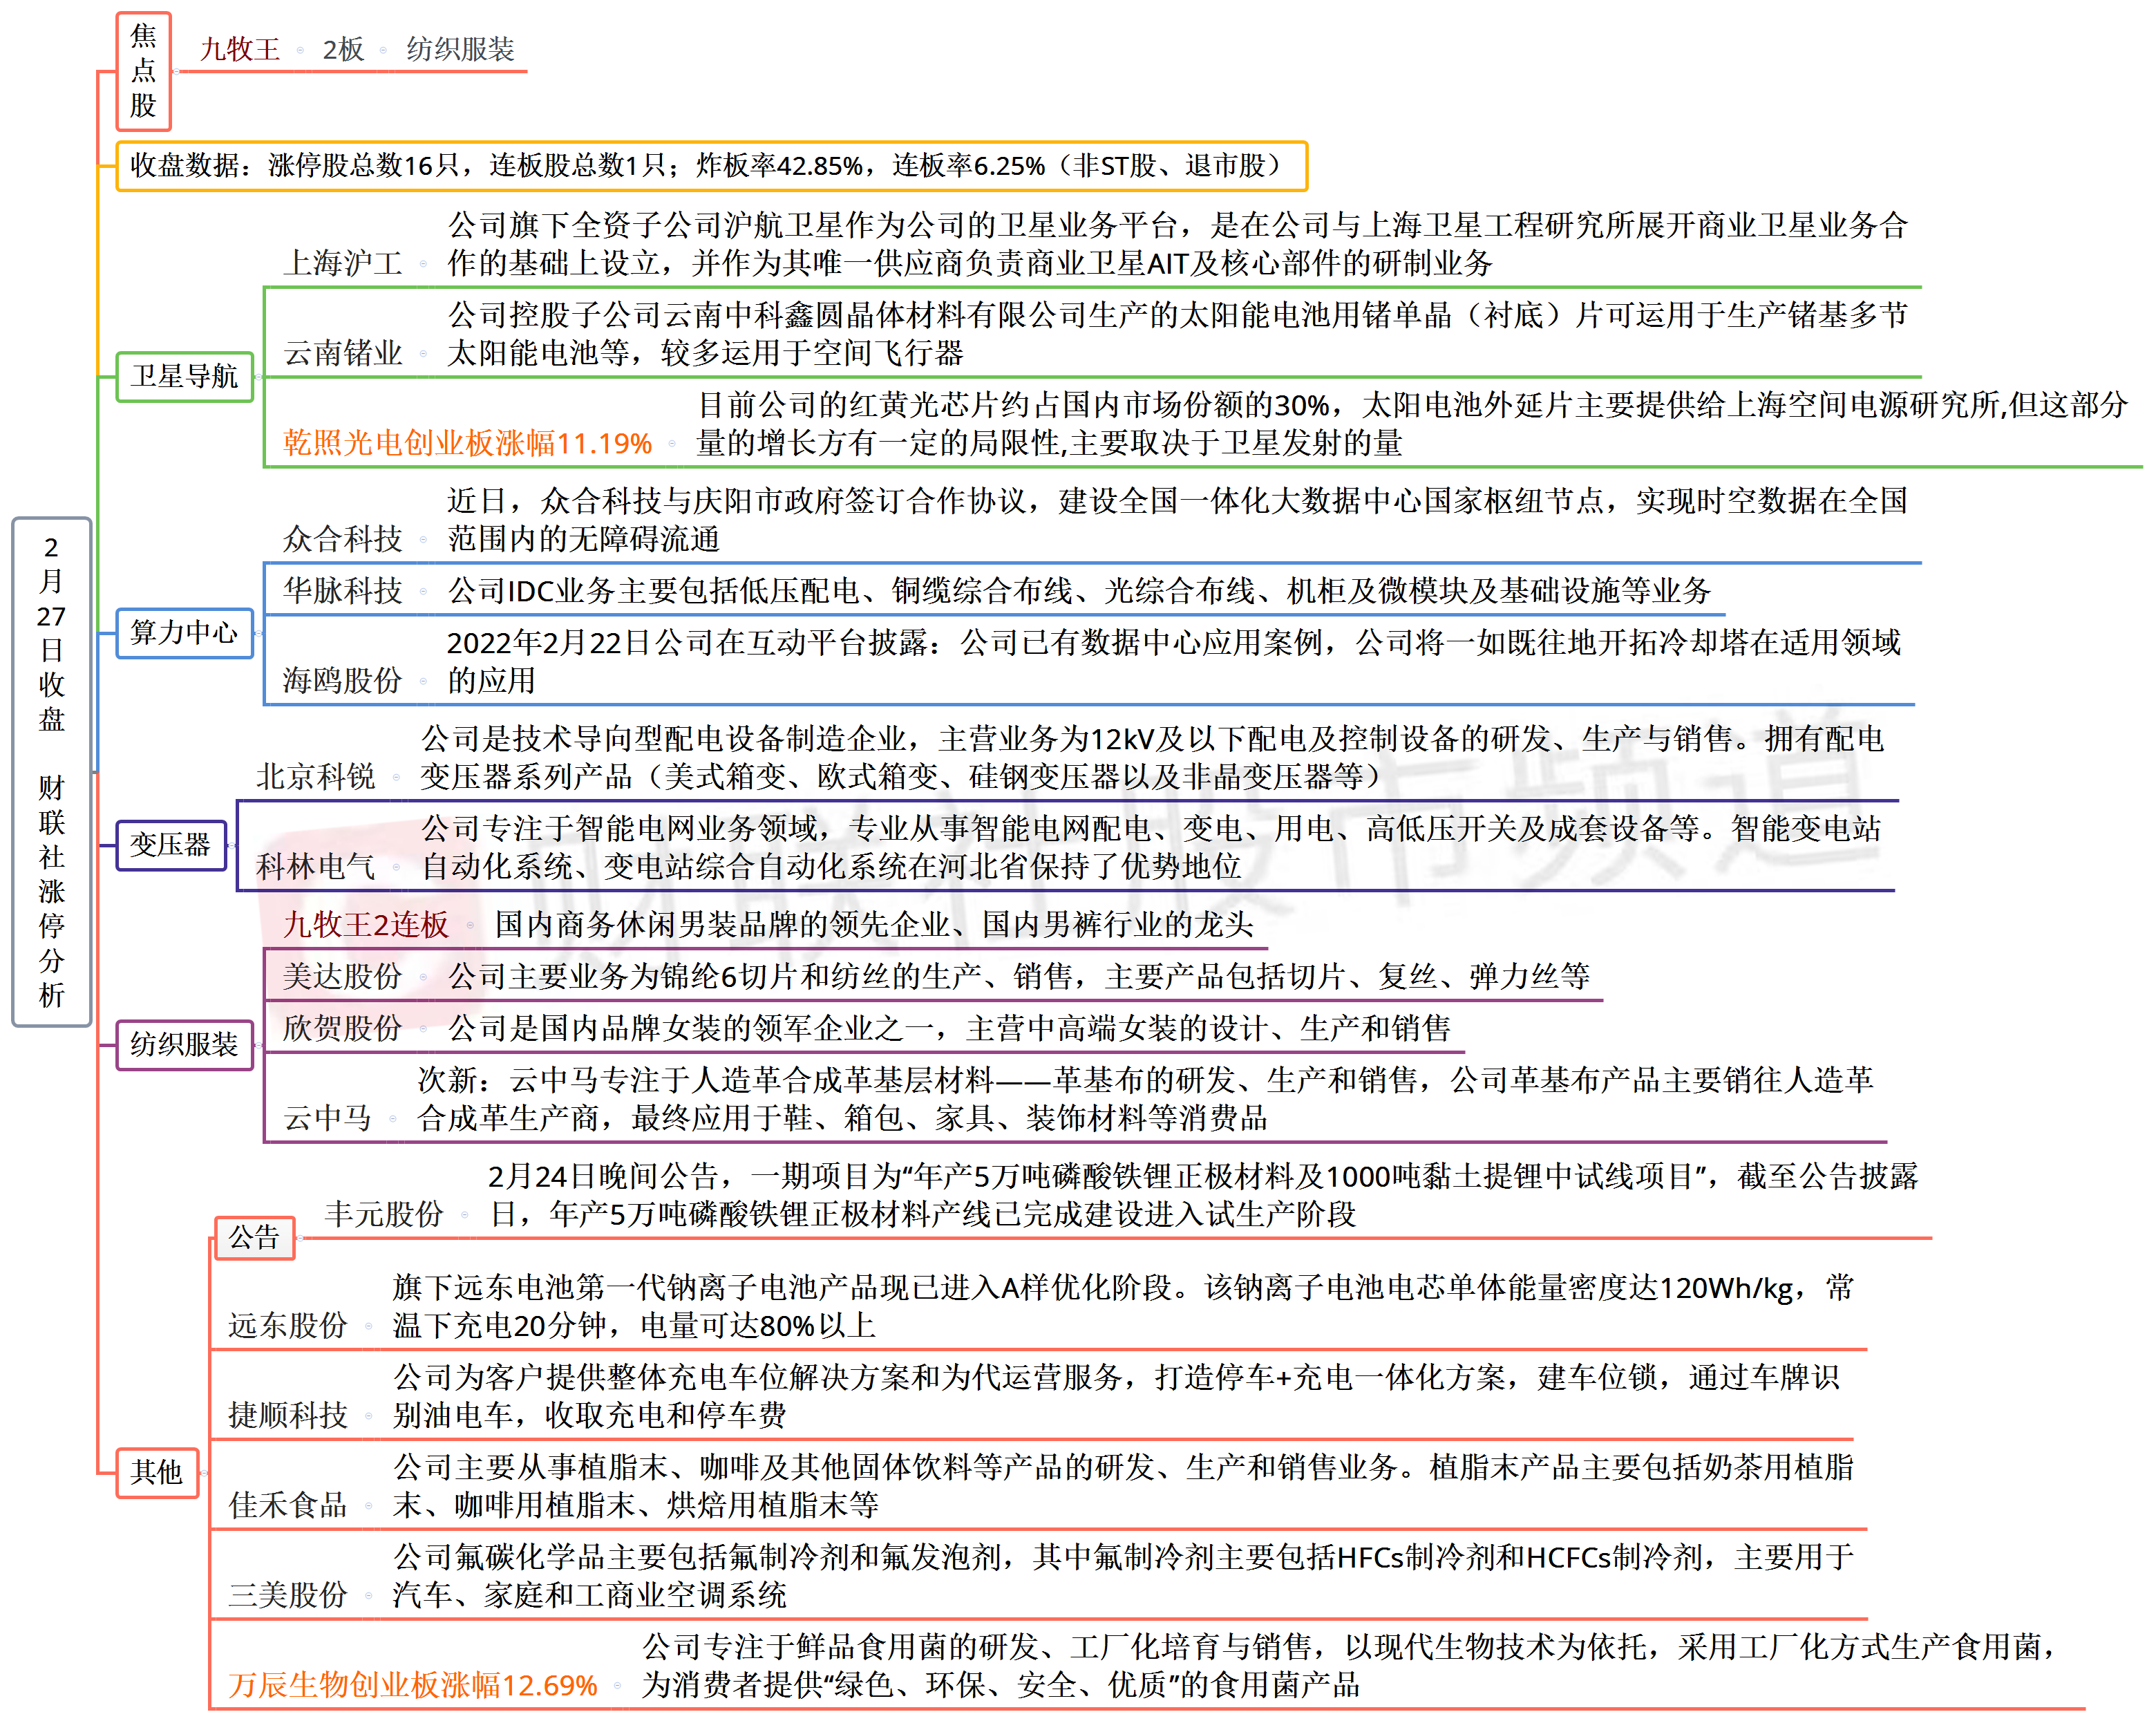 焦
点
股
九牧王 2板 纺织服装
收盘数据：涨停股总数16只，连板股总数1只；炸板率42.85%，连板率6.25%（非ST股、退市股）
2
月
27
日
收
盘
财
联
社
涨
停
分
析
卫星导航
上海沪工
公司旗下全资子公司沪航卫星作为公司的卫星业务平台，是在公司与上海卫星工程研究所展开商业卫星业务合
作的基础上设立，并作为其唯一供应商负责商业卫星AIT及核心部件的研制业务
云南锗业
公司控股子公司云南中科鑫圆晶体材料有限公司生产的太阳能电池用锗单晶（衬底）片可运用于生产锗基多节
太阳能电池等，较多运用于空间飞行器
乾照光电创业板涨幅11.19%
目前公司的红黄光芯片约占国内市场份额的30%，太阳电池外延片主要提供给上海空间电源研究所,但这部分
量的增长方有一定的局限性,主要取决于卫星发射的量
算力中心
众合科技
近日，众合科技与庆阳市政府签订合作协议，建设全国一体化大数据中心国家枢纽节点，实现时空数据在全国
范围内的无障碍流通
华脉科技
公司IDC业务主要包括低压配电、铜缆综合布线、光综合布线、机柜及微模块及基础设施等业务
海鸥股份
2022年2月22日公司在互动平台披露：公司已有数据中心应用案例，公司将一如既往地开拓冷却塔在适用领域
的应用
变压器
北京科锐
公司是技术导向型配电设备制造企业，主营业务为12kV及以下配电及控制设备的研发、生产与销售。拥有配电
变压器系列产品（美式箱变、欧式箱变、硅钢变压器以及非晶变压器等）
科林电气
公司专注于智能电网业务领域，专业从事智能电网配电、变电、用电、高低压开关及成套设备等。智能变电站
自动化系统、变电站综合自动化系统在河北省保持了优势地位
财联社股市频道
纺织服装
九牧王2连板
国内商务休闲男装品牌的领先企业、国内男裤行业的龙头
美达股份
公司主要业务为锦纶6切片和纺丝的生产、销售，主要产品包括切片、复丝、弹力丝等
欣贺股份
公司是国内品牌女装的领军企业之一，主营中高端女装的设计、生产和销售
云中马
次新：云中马专注于人造革合成革基层材料——革基布的研发、生产和销售，公司革基布产品主要销往人造革
合成革生产商，最终应用于鞋、箱包、家具、装饰材料等消费品
其他
公告
丰元股份
2月24日晚间公告，一期项目为“年产5万吨磷酸铁锂正极材料及1000吨黏土提锂中试线项目”，截至公告披露
日，年产5万吨磷酸铁锂正极材料产线已完成建设进入试生产阶段
远东股份
旗下远东电池第一代钠离子电池产品现已进入A样优化阶段。该钠离子电池电芯单体能量密度达120Wh/kg，常
温下充电20分钟，电量可达80%以上
捷顺科技
公司为客户提供整体充电车位解决方案和为代运营服务，打造停车+充电一体化方案，建车位锁，通过车牌识
别油电车，收取充电和停车费
佳禾食品
公司主要从事植脂末、咖啡及其他固体饮料等产品的研发、生产和销售业务。植脂末产品主要包括奶茶用植脂
末、咖啡用植脂末、烘焙用植脂末等
三美股份
公司氟碳化学品主要包括氟制冷剂和氟发泡剂，其中氟制冷剂主要包括HFCs制冷剂和HCFCs制冷剂，主要用于
汽车、家庭和工商业空调系统
万辰生物创业板涨幅12.69%
公司专注于鲜品食用菌的研发、工厂化培育与销售，以现代生物技术为依托，采用工厂化方式生产食用菌，
为消费者提供“绿色、环保、安全、优质”的食用菌产品